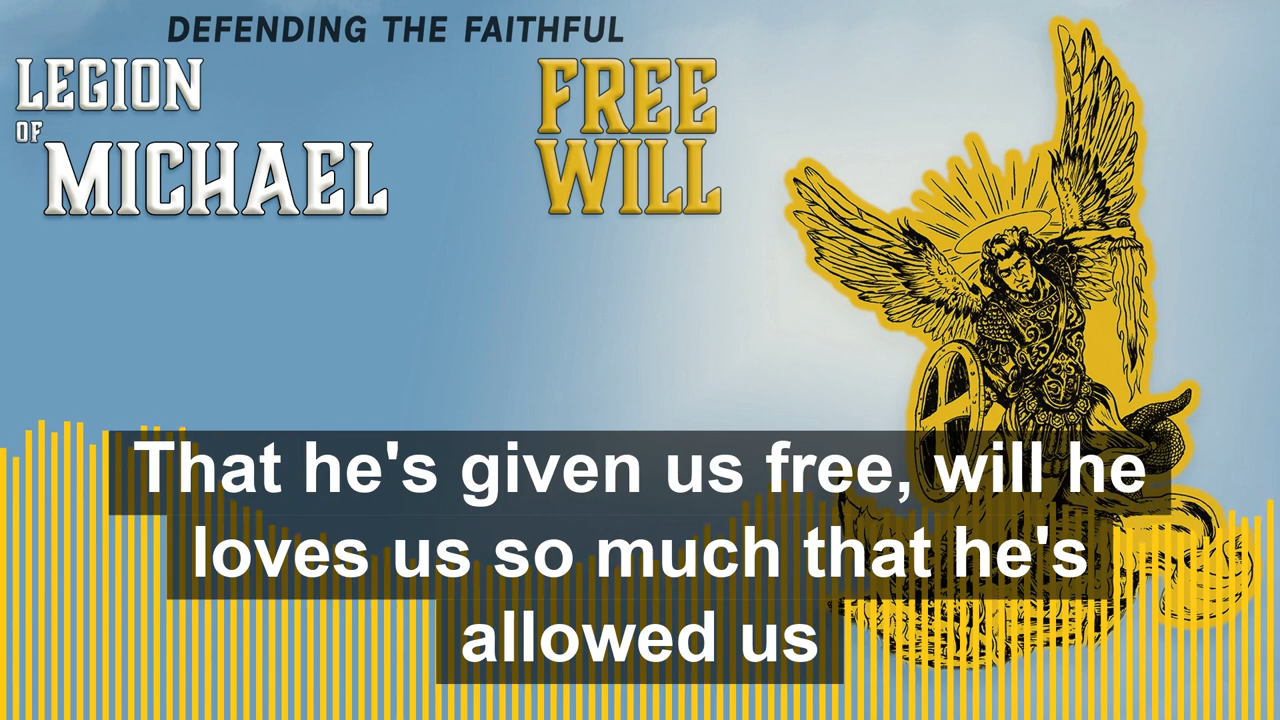 DEFENDING THE FAITHFUL
LEGION
OF
MICHAEL
FREE
WILL
That he's given us free, will he
loves us so much that he's
allowed us